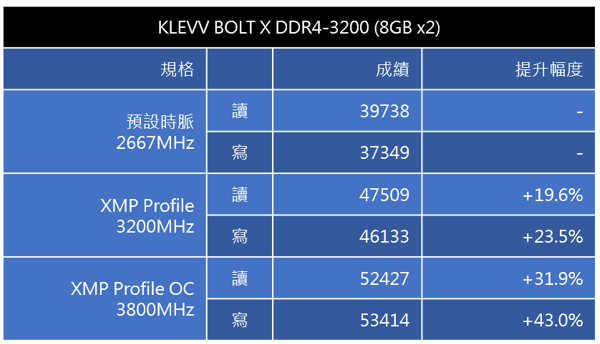 KLEVV BOLT X DDR4-3200 (8GB x2)
規格 成績 提升幅度
預設時脈
2667MHz
讀 39738 -
寫 37349 -
XMP Profile
3200MHz
讀 47509 +19.6%
寫 46133 +23.5%
XMP Profile OC
3800MHz
讀 52427 +31.9%
寫 53414 +43.0%